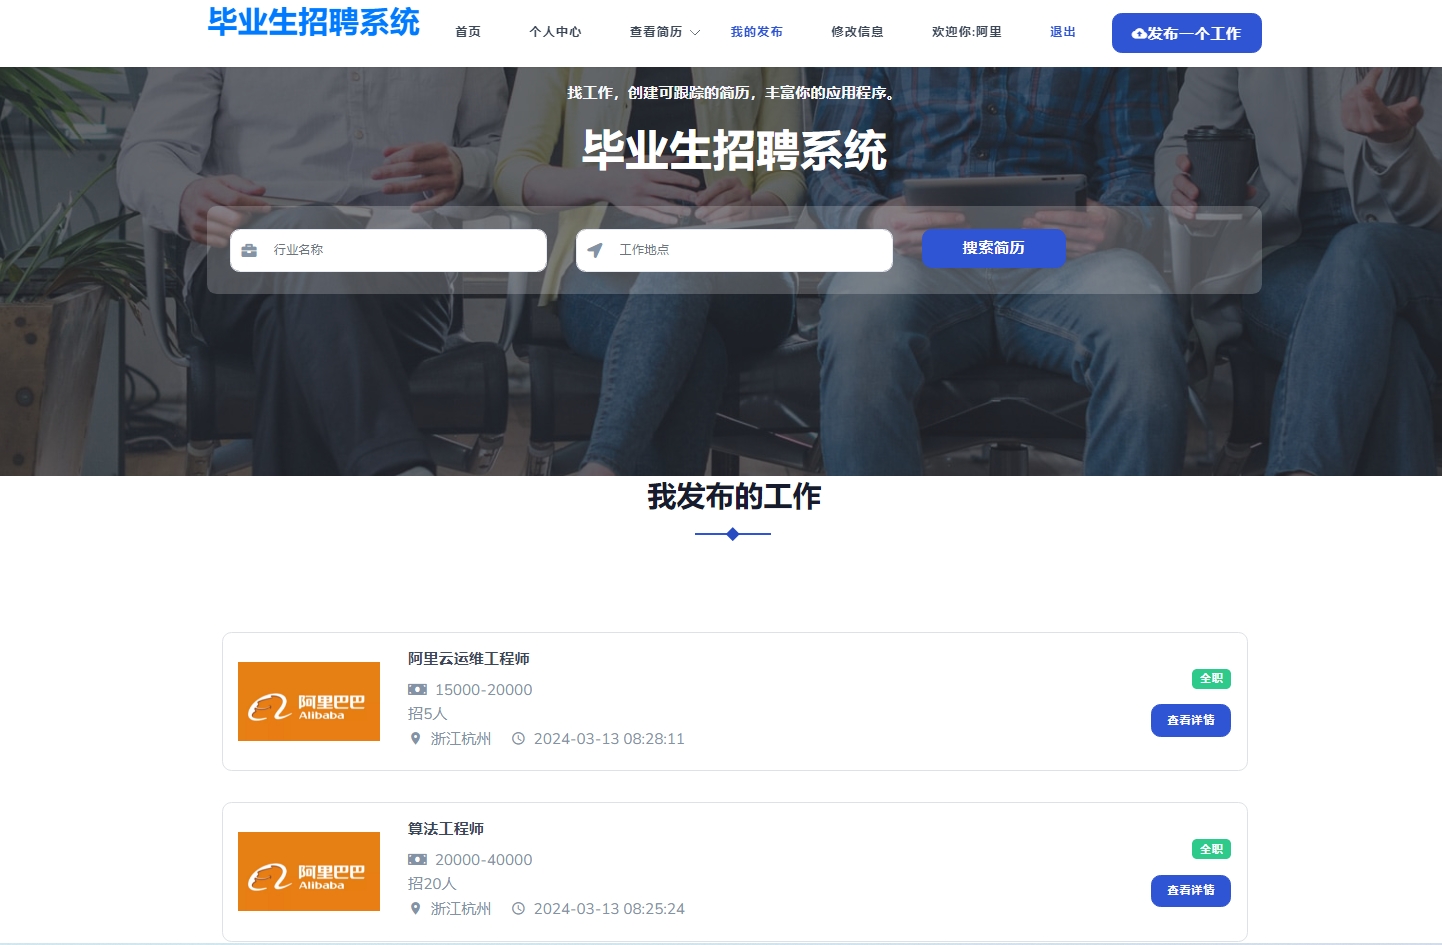 毕业生招聘系统
首页
个人中心
查看简历
我的发布
修改信息
欢迎你:阿里
退出
发布一个工作
找工作，创建可跟踪的简历，丰富你的应用程序。
毕业生招聘系统
行业名称
工作地点
搜索简历
我发布的工作
阿里巴巴
Alibaba
阿里云运维工程师
15000-20000
招5人
浙江杭州 2024-03-13 08:28:11
全职
查看详情
阿里巴巴
Alibaba
算法工程师
20000-40000
招20人
浙江杭州 2024-03-13 08:25:24
全职
查看详情